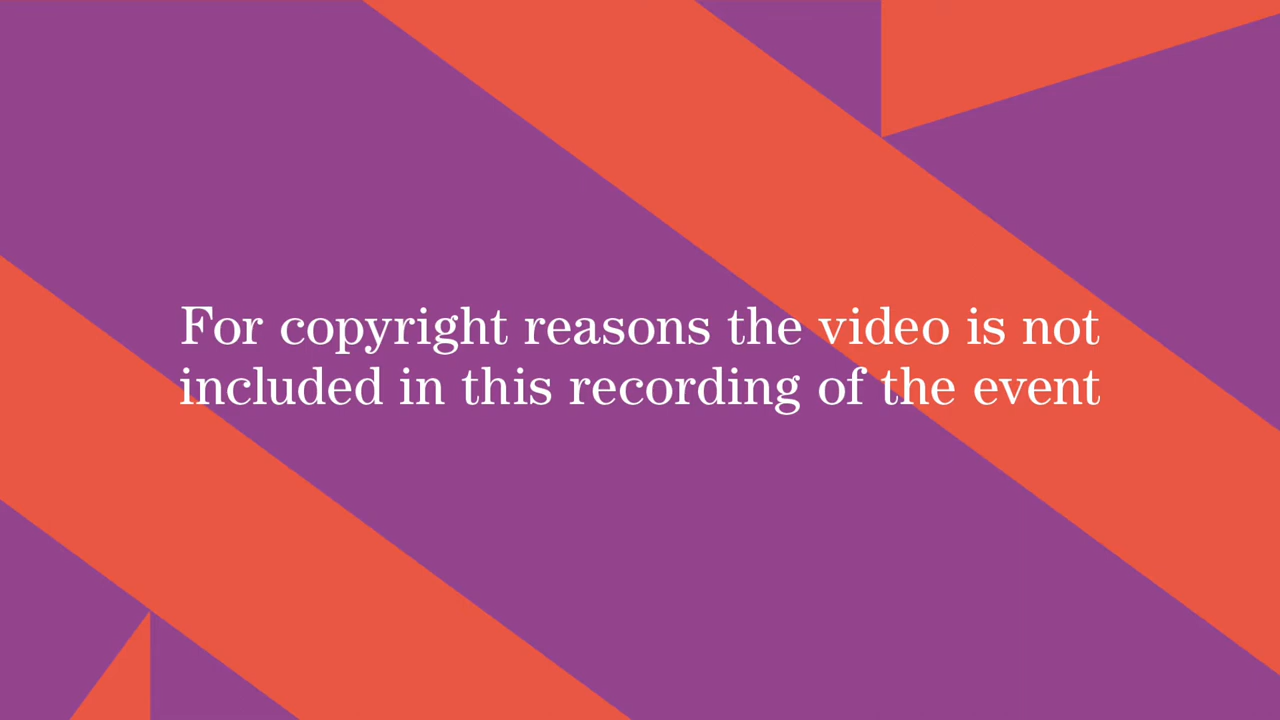 For copyright reasons the video is not
included in this recording of the event